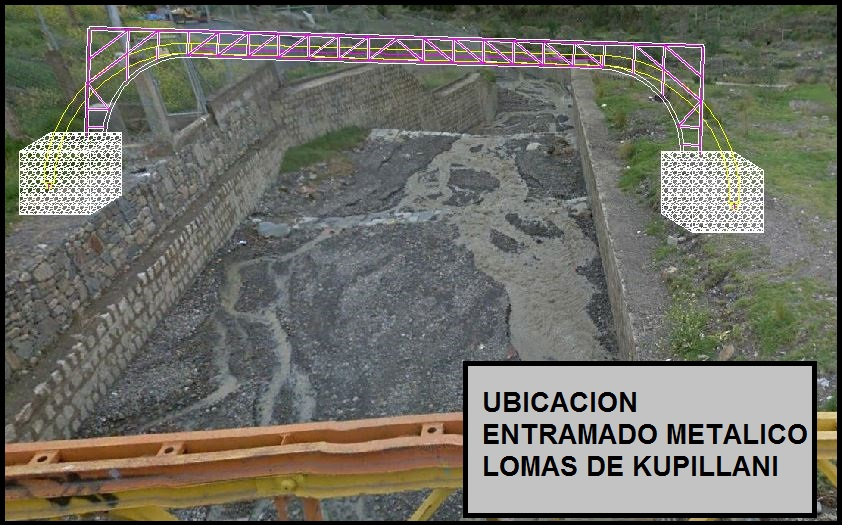 UBICACION
ENTRAMADO METALICO
LOMAS DE KUPILLANI